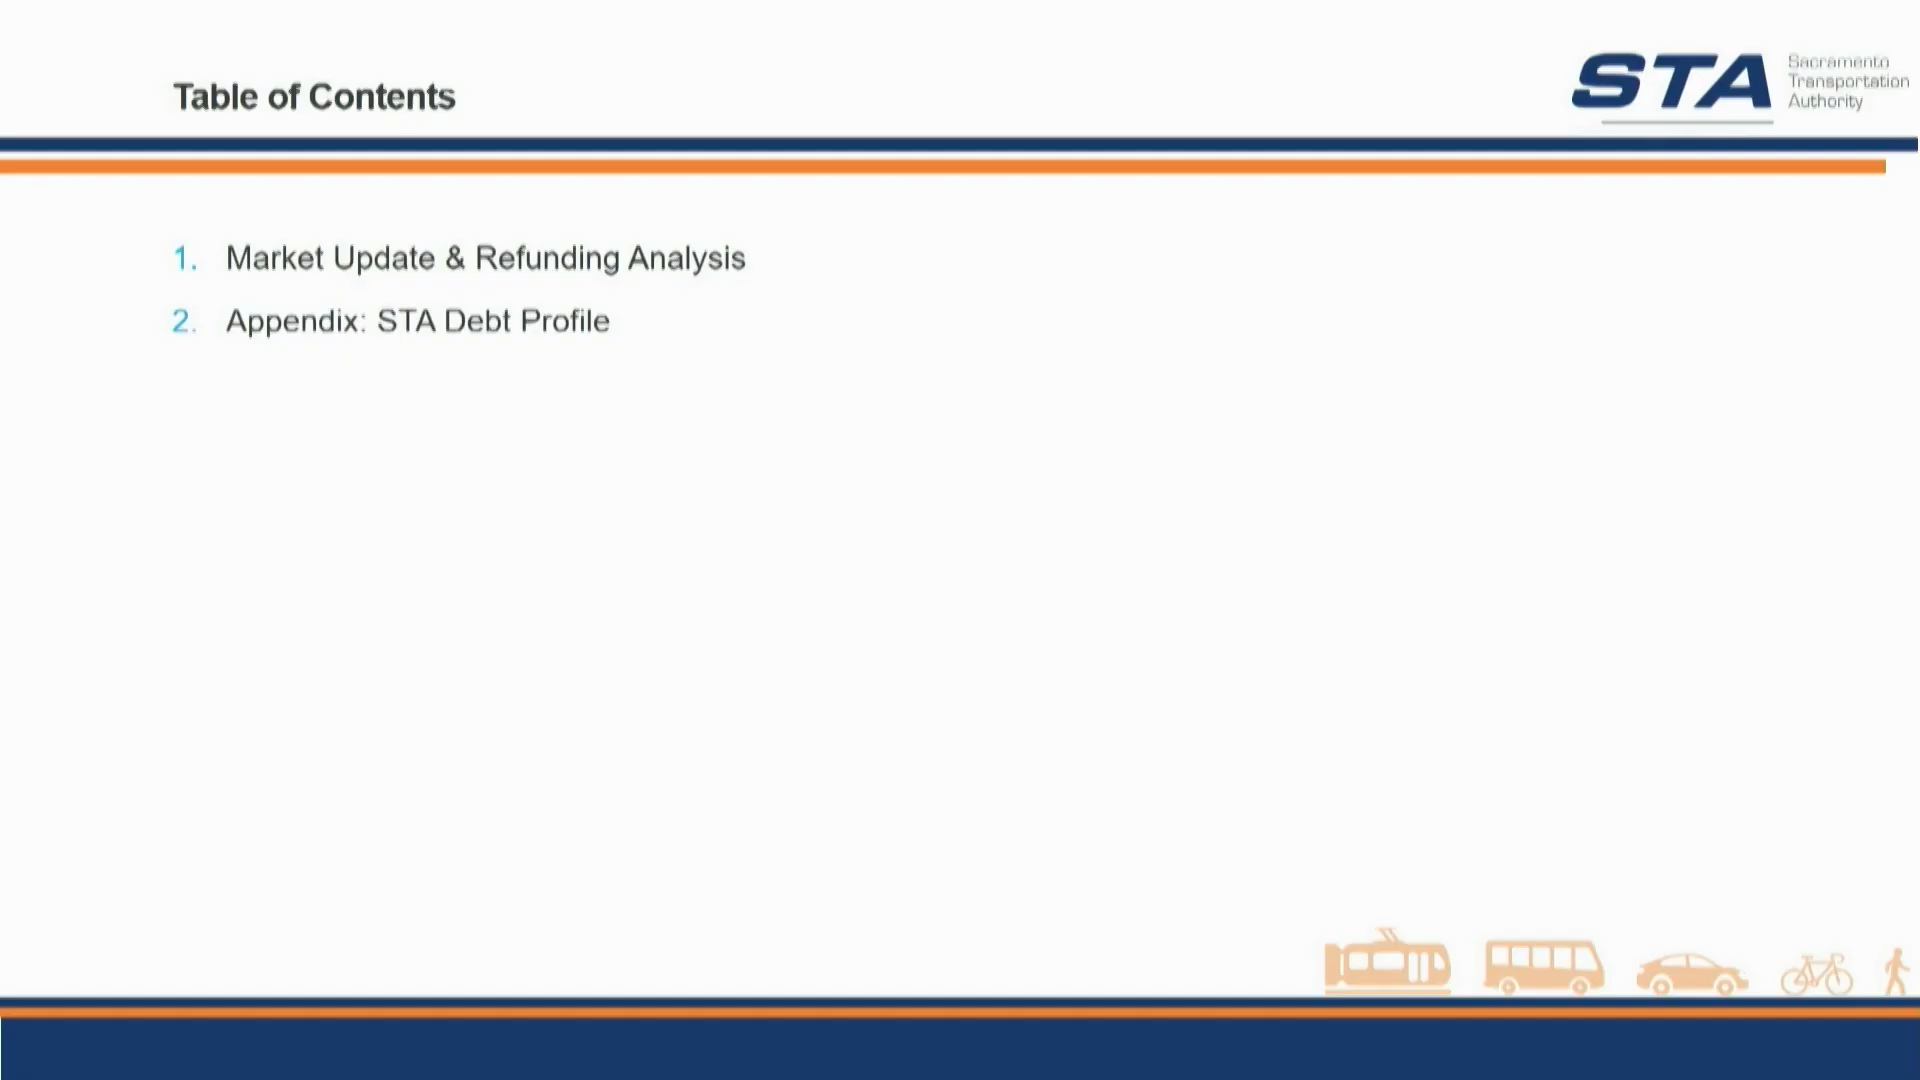 Table of Contents
STA
Sacramento
Transportation
Authority
1. Market Update & Refunding Analysis
2. Appendix: STA Debt Profile